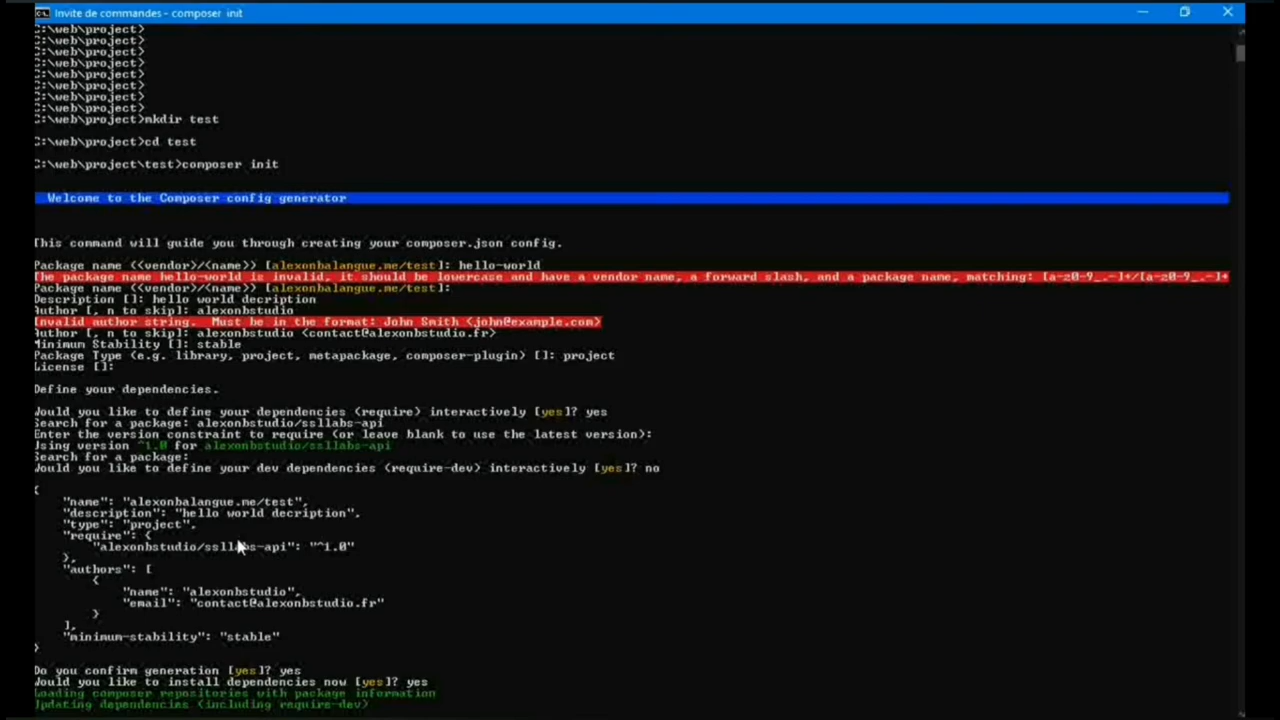 Invite de commandes - composer init
C:\web\project>
C:\web\project>
C:\web\project>
C:\web\project>
C:\web\project>
C:\web\project>
C:\web\project>
C:\web\project>
C:\web\project>mkdir test
C:\web\project>cd test
C:\web\project\test>composer init
Welcome to the Composer config generator
This command will guide you through creating your composer.json config.
Package name (<vendor>/<name>) [alexonbalangue.me/test]: hello-world
The package name hello-world is invalid, it should be lowercase and have a vendor name, a forward slash, and a package name, matching: [a-z0-9_.-]+/[a-z0-9_.-]+
Package name (<vendor>/<name>) [alexonbalangue.me/test]:
Description []: hello world decription
Author [, n to skip]: alexonbstudio
Invalid author string.  Must be in the format: John Smith <john@example.com>
Author [, n to skip]: alexonbstudio <contact@alexonbstudio.fr>
Minimum Stability []: stable
Package Type (e.g. library, project, metapackage, composer-plugin) []: project
License []:
Define your dependencies.
Would you like to define your dependencies (require) interactively [yes]? yes
Search for a package: alexonbstudio/ssllabs-api
Enter the version constraint to require (or leave blank to use the latest version):
Using version ^1.0 for alexonbstudio/ssllabs-api
Search for a package:
Would you like to define your dev dependencies (require-dev) interactively [yes]? no
{
"name": "alexonbalangue.me/test",
"description": "hello world decription",
"type": "project",
"require": {
"alexonbstudio/ssllabs-api": "^1.0"
},
"authors": [
{
"name": "alexonbstudio",
"email": "contact@alexonbstudio.fr"
}
],
"minimum-stability": "stable"
}
Do you confirm generation [yes]? yes
Would you like to install dependencies now [yes]? yes
Loading composer repositories with package information
Updating dependencies (including require-dev)